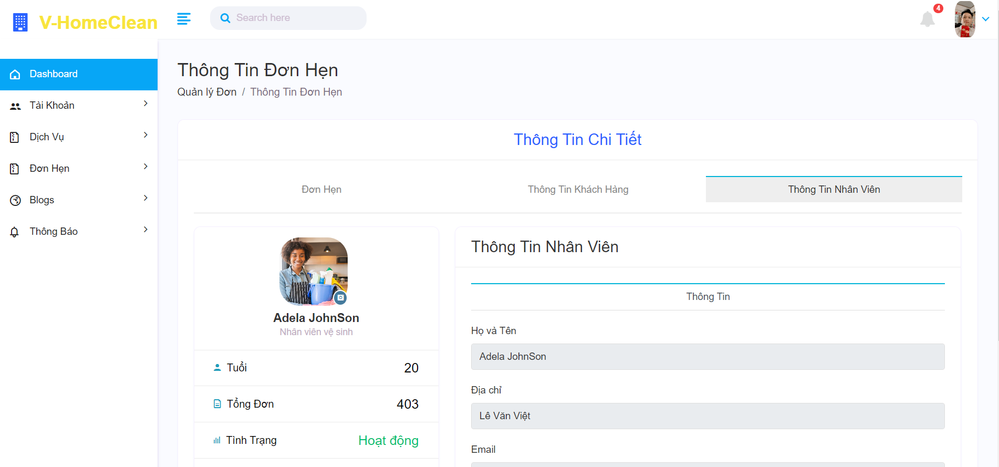 V-HomeClean
Search here
4
Dashboard
Tài Khoản
Dịch Vụ
Đơn Hẹn
Blogs
Thông Báo
Thông Tin Đơn Hẹn
Quản lý Đơn / Thông Tin Đơn Hẹn
Thông Tin Chi Tiết
Đơn Hẹn
Thông Tin Khách Hàng
Thông Tin Nhân Viên
Adela JohnSon
Nhân viên vệ sinh
Tuổi 20
Tổng Đơn 403
Tình Trạng Hoạt động
Thông Tin Nhân Viên
Thông Tin
Họ và Tên
Adela JohnSon
Địa chỉ
Lê Văn Việt
Email